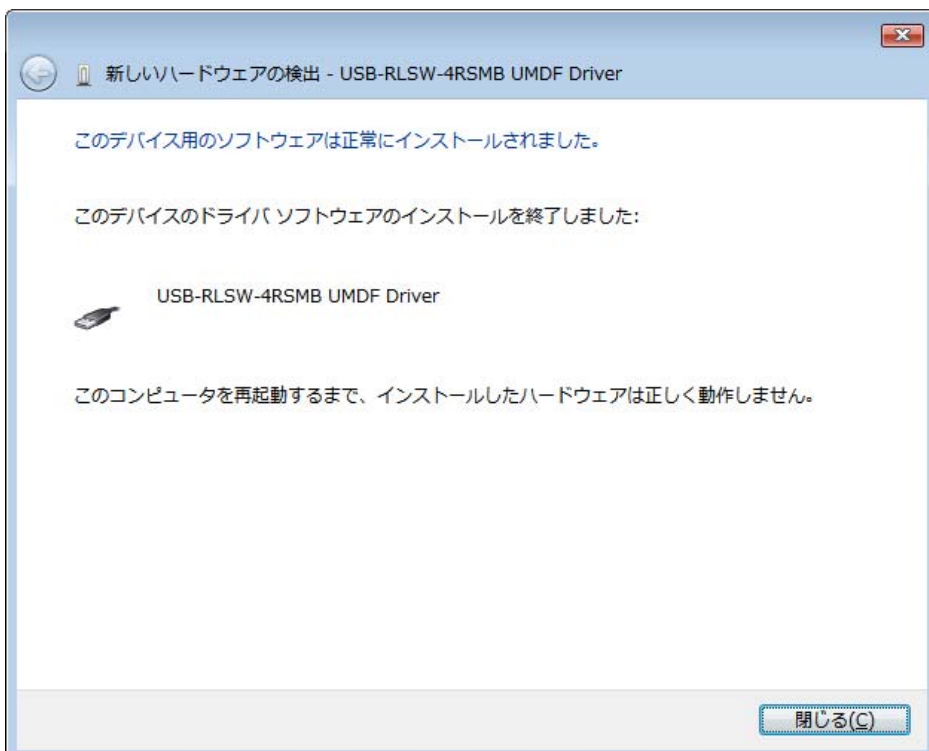 新しいハードウェアの検出 - USB-RLSW-4RSMB UMDF Driver
このデバイス用のソフトウェアは正常にインストールされました。
このデバイスのドライバ ソフトウェアのインストールを終了しました:
USB-RLSW-4RSMB UMDF Driver
このコンピュータを再起動するまで、インストールしたハードウェアは正しく動作しません。
閉じる(C)